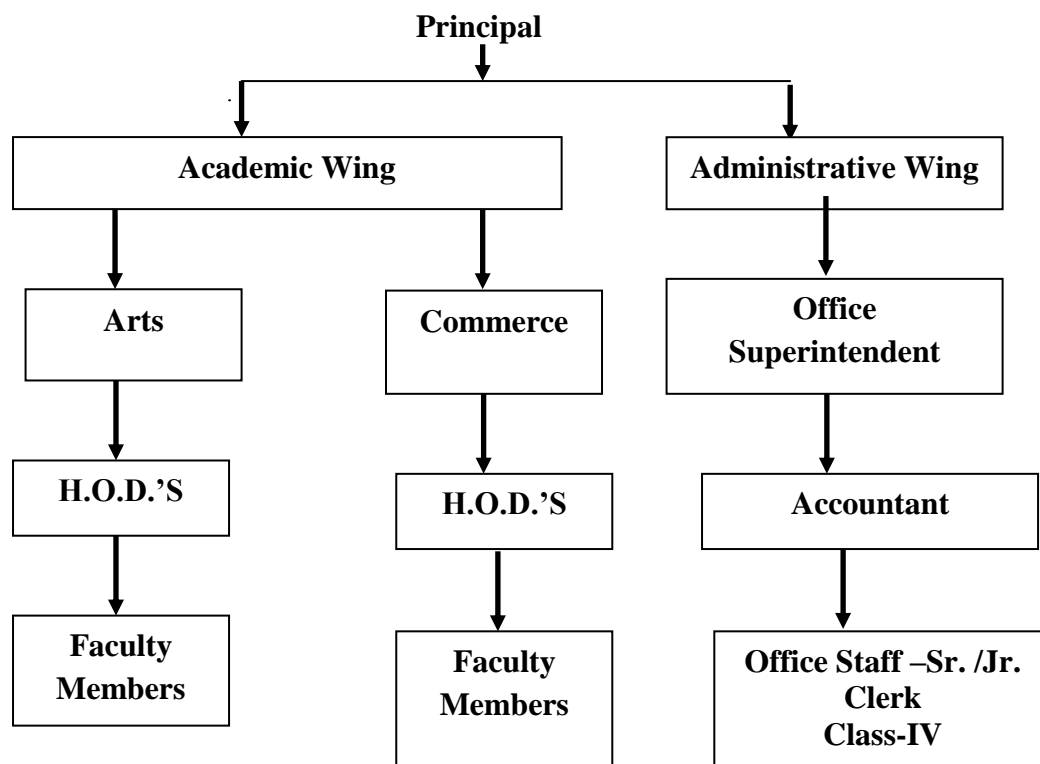 Principal
Academic Wing
Administrative Wing
Arts
Commerce
Office
Superintendent
H.O.D.’S
H.O.D.’S
Accountant
Faculty
Members
Faculty
Members
Office Staff –Sr. /Jr.
Clerk
Class-IV